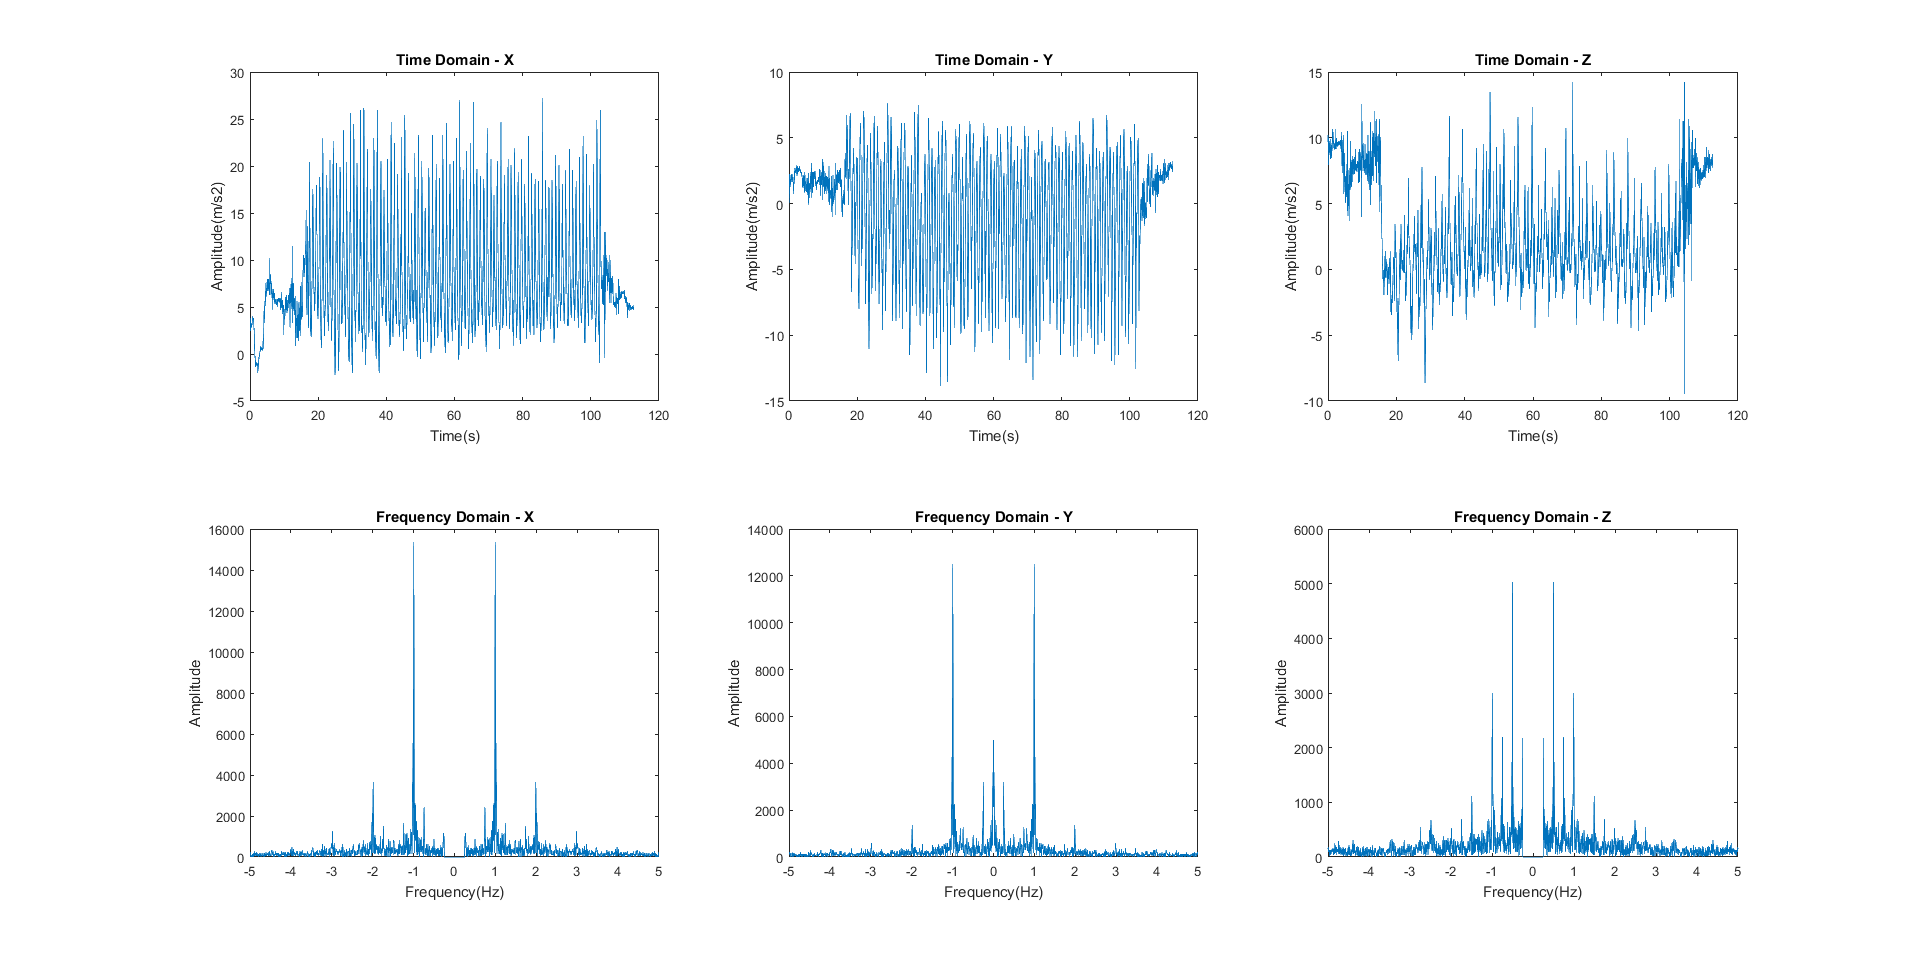 Time Domain - X
30
25
20
15
10
5
0
-5
Amplitude(m/s2)
0 20 40 60 80 100 120
Time(s)
Time Domain - Y
10
5
0
-5
-10
-15
Amplitude(m/s2)
0 20 40 60 80 100 120
Time(s)
Time Domain - Z
15
10
5
0
-5
-10
Amplitude(m/s2)
0 20 40 60 80 100 120
Time(s)
Frequency Domain - X
16000
14000
12000
10000
8000
6000
4000
2000
0
Amplitude
-5 -4 -3 -2 -1 0 1 2 3 4 5
Frequency(Hz)
Frequency Domain - Y
14000
12000
10000
8000
6000
4000
2000
0
Amplitude
-5 -4 -3 -2 -1 0 1 2 3 4 5
Frequency(Hz)
Frequency Domain - Z
6000
5000
4000
3000
2000
1000
0
Amplitude
-5 -4 -3 -2 -1 0 1 2 3 4 5
Frequency(Hz)